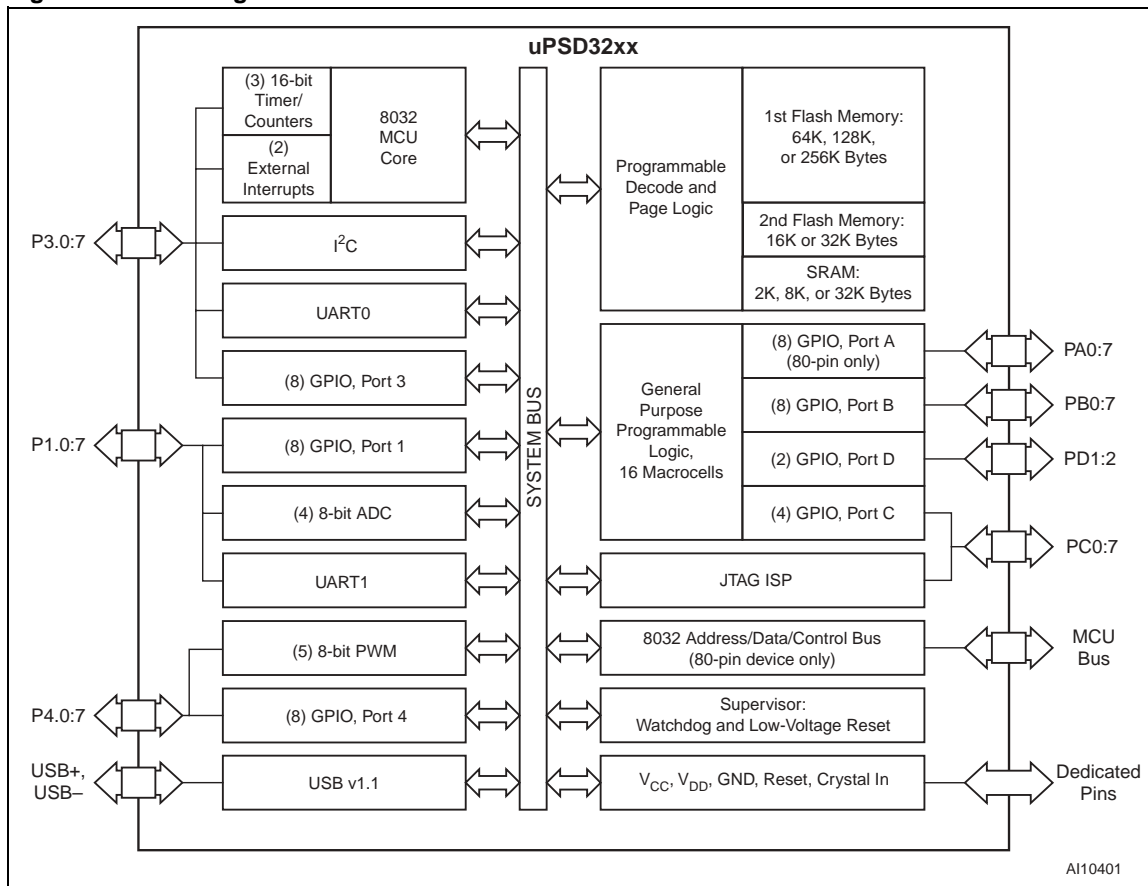 uPSD32xx
(3) 16-bit
Timer/
Counters
(2)
External
Interrupts
8032
MCU
Core
I²C
UART0
(8) GPIO, Port 3
(8) GPIO, Port 1
(4) 8-bit ADC
UART1
(5) 8-bit PWM
(8) GPIO, Port 4
USB v1.1
P3.0:7
P1.0:7
P4.0:7
USB+,
USB–
SYSTEM BUS
Programmable
Decode and
Page Logic
1st Flash Memory:
64K, 128K,
or 256K Bytes
2nd Flash Memory:
16K or 32K Bytes
SRAM:
2K, 8K, or 32K Bytes
General
Purpose
Programmable
Logic,
16 Macrocells
(8) GPIO, Port A
(80-pin only)
(8) GPIO, Port B
(2) GPIO, Port D
(4) GPIO, Port C
JTAG ISP
8032 Address/Data/Control Bus
(80-pin device only)
Supervisor:
Watchdog and Low-Voltage Reset
VCC, VDD, GND, Reset, Crystal In
PA0:7
PB0:7
PD1:2
PC0:7
MCU
Bus
Dedicated
Pins
AI10401